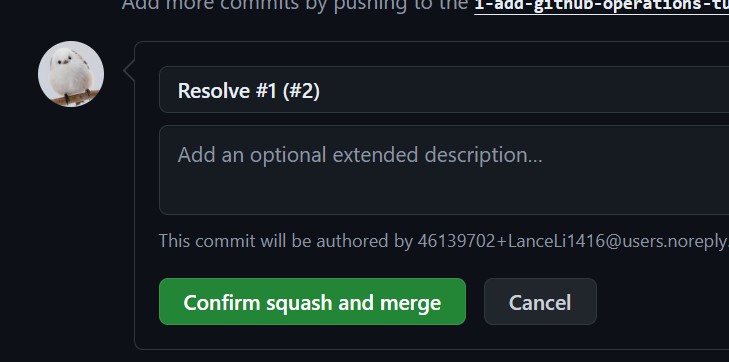 Add more commits by pushing to the 1-add-github-operations-tu
Resolve #1 (#2)
Add an optional extended description...
This commit will be authored by 46139702+LanceLi1416@users.noreply.
Confirm squash and merge
Cancel